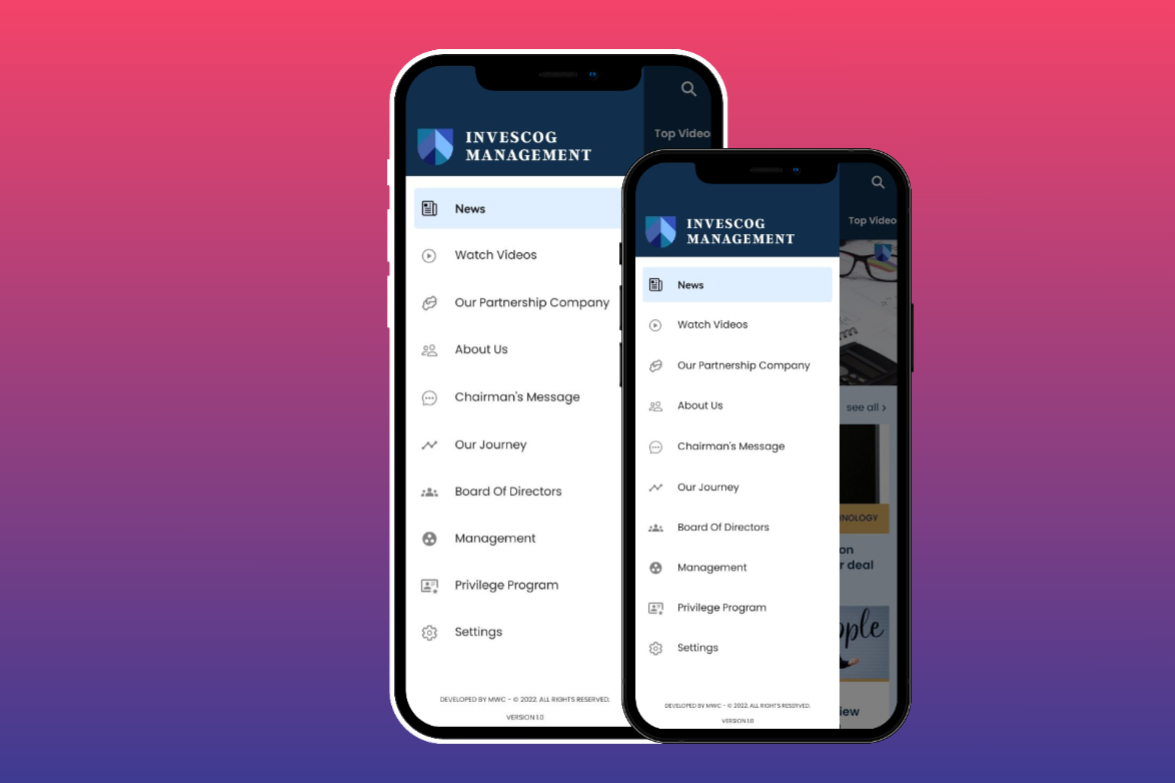 Top Video
INVESCOG
MANAGEMENT
News
Watch Videos
Our Partnership Company
About Us
Chairman's Message
Our Journey
Board Of Directors
Management
Privilege Program
Settings
DEVELOPED BY MWC - © 2022. ALL RIGHTS RESERVED.
VERSION 1.0
Top Video
INVESCOG
MANAGEMENT
News
Watch Videos
Our Partnership Company
About Us
Chairman's Message
Our Journey
Board Of Directors
Management
Privilege Program
Settings
DEVELOPED BY MWC - © 2022. ALL RIGHTS RESERVED.
VERSION 1.0
see all >
NOLOGY
on
r deal
ople
iew